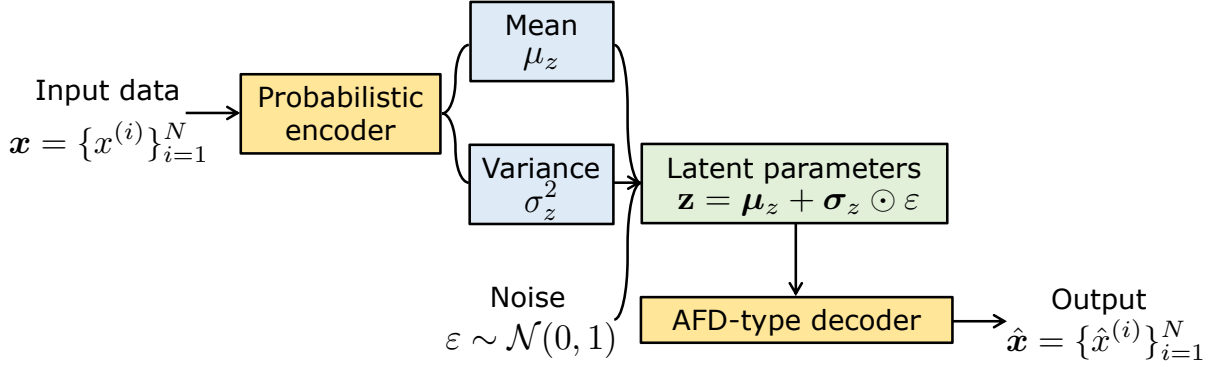 Input data
𝒙 = {x^{(i)}}_{i=1}^{N}
Probabilistic
encoder
Mean
μ_z
Variance
σ_z^2
Noise
ε ∼ 𝒩(0, 1)
Latent parameters
𝐳 = 𝝁_z + 𝝈_z ⊙ ε
AFD-type decoder
Output
𝒙̂ = {x̂^{(i)}}_{i=1}^{N}